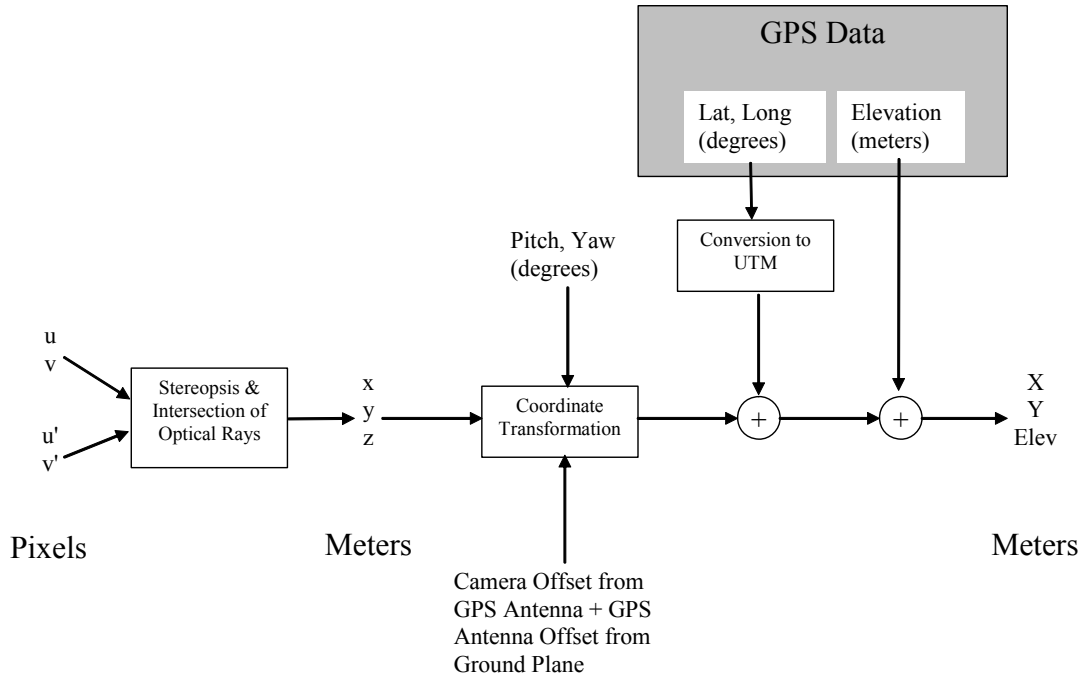 GPS Data
Lat, Long
(degrees)
Elevation
(meters)
Conversion to
UTM
Pitch, Yaw
(degrees)
u
v
u'
v'
Stereopsis &
Intersection of
Optical Rays
x
y
z
Coordinate
Transformation
+
+
X
Y
Elev
Pixels
Meters
Meters
Camera Offset from
GPS Antenna + GPS
Antenna Offset from
Ground Plane